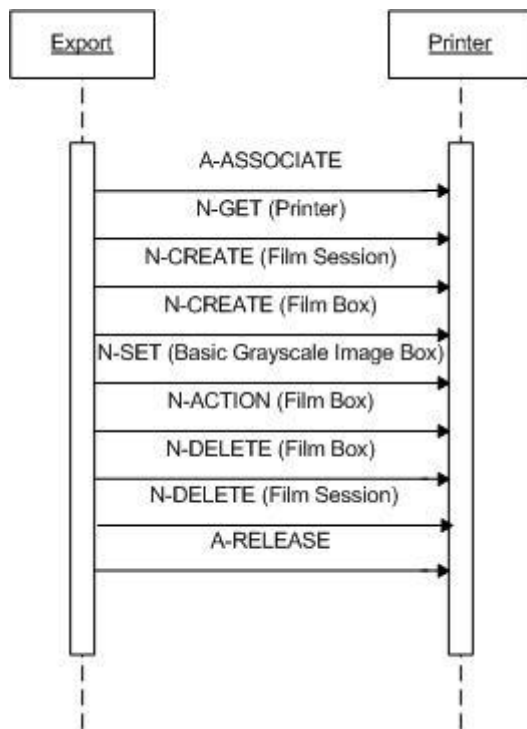 Export
Printer
A-ASSOCIATE
N-GET (Printer)
N-CREATE (Film Session)
N-CREATE (Film Box)
N-SET (Basic Grayscale Image Box)
N-ACTION (Film Box)
N-DELETE (Film Box)
N-DELETE (Film Session)
A-RELEASE